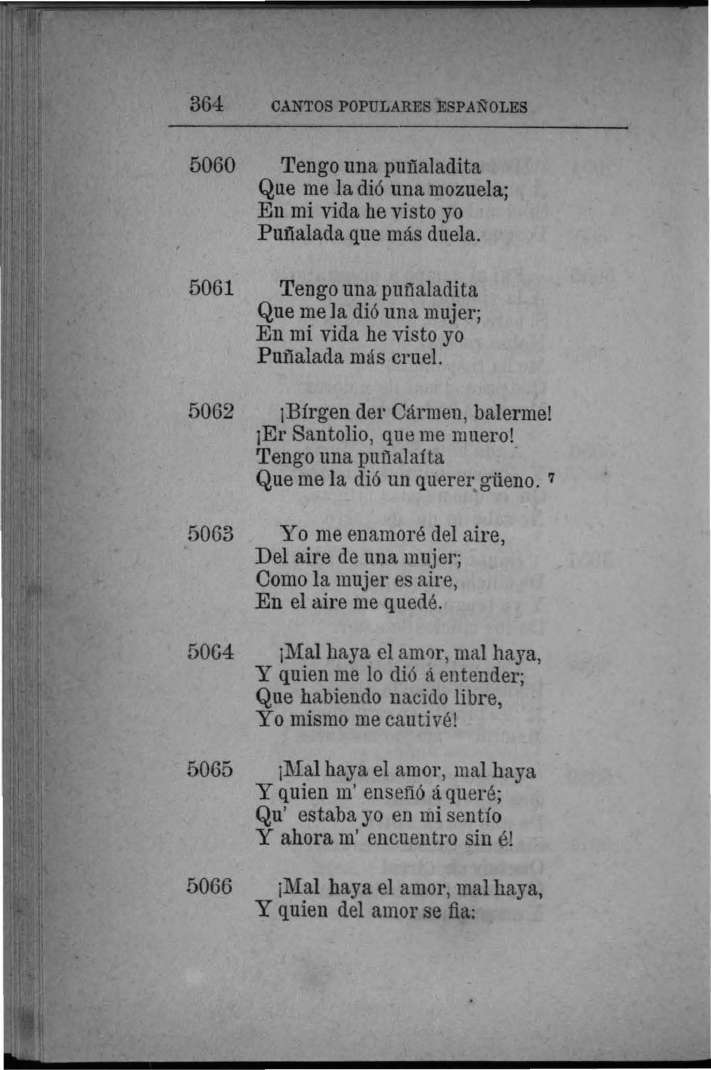 364 CANTOS POPULARES ESPAÑOLES
5060 Tengo una puñaladita
Que me la dió una mozuela;
En mi vida he visto yo
Puñalada que más duela.
5061 Tengo una puñaladita
Que me la dió una mujer;
En mi vida he visto yo
Puñalada más cruel.
5062 ¡Bírgen der Cármen, balerme!
¡Er Santolio, que me muero!
Tengo una puñalaíta
Que me la dió un querer güeno. 7
5063 Yo me enamoré del aire,
Del aire de una mujer;
Como la mujer es aire,
En el aire me quedé.
5064 ¡Mal haya el amor, mal haya,
Y quien me lo dió á entender;
Que habiendo nacido libre,
Yo mismo me cautivé!
5065 ¡Mal haya el amor, mal haya
Y quien m' enseñó á queré;
Qu' estaba yo en mi sentío
Y ahora m' encuentro sin é!
5066 ¡Mal haya el amor, mal haya,
Y quien del amor se fia: